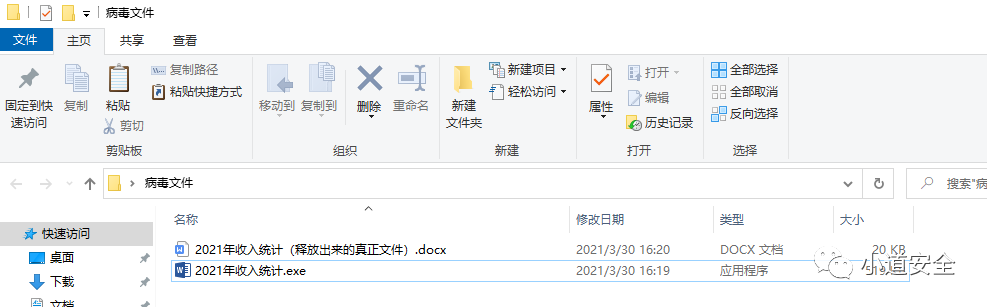 病毒文件
文件 主页 共享 查看
固定到快速访问
复制
粘贴
复制路径
粘贴快捷方式
剪切
剪贴板
移动到 复制到 删除 重命名
组织
新建文件夹
新建项目
轻松访问
新建
属性
打开
编辑
历史记录
打开
全部选择
全部取消
反向选择
选择
病毒文件
搜索"病
名称 修改日期 类型 大小
快速访问
桌面
下载
文档
2021年收入统计（释放出来的真正文件）.docx 2021/3/30 16:20 DOCX 文档 20 KB
2021年收入统计.exe 2021/3/30 16:19 应用程序
小道安全